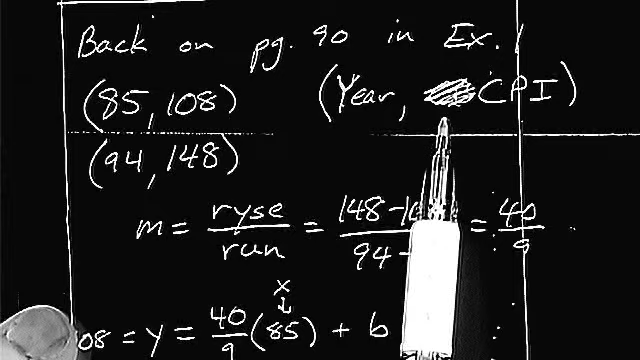 Back on pg. 90 in Ex. 1
(85, 108) (Year, CPI)
(94, 148)
m = ryse/run = 148-1 94- = 40/9
x
↓
08 = y = 40/9 (85) + b